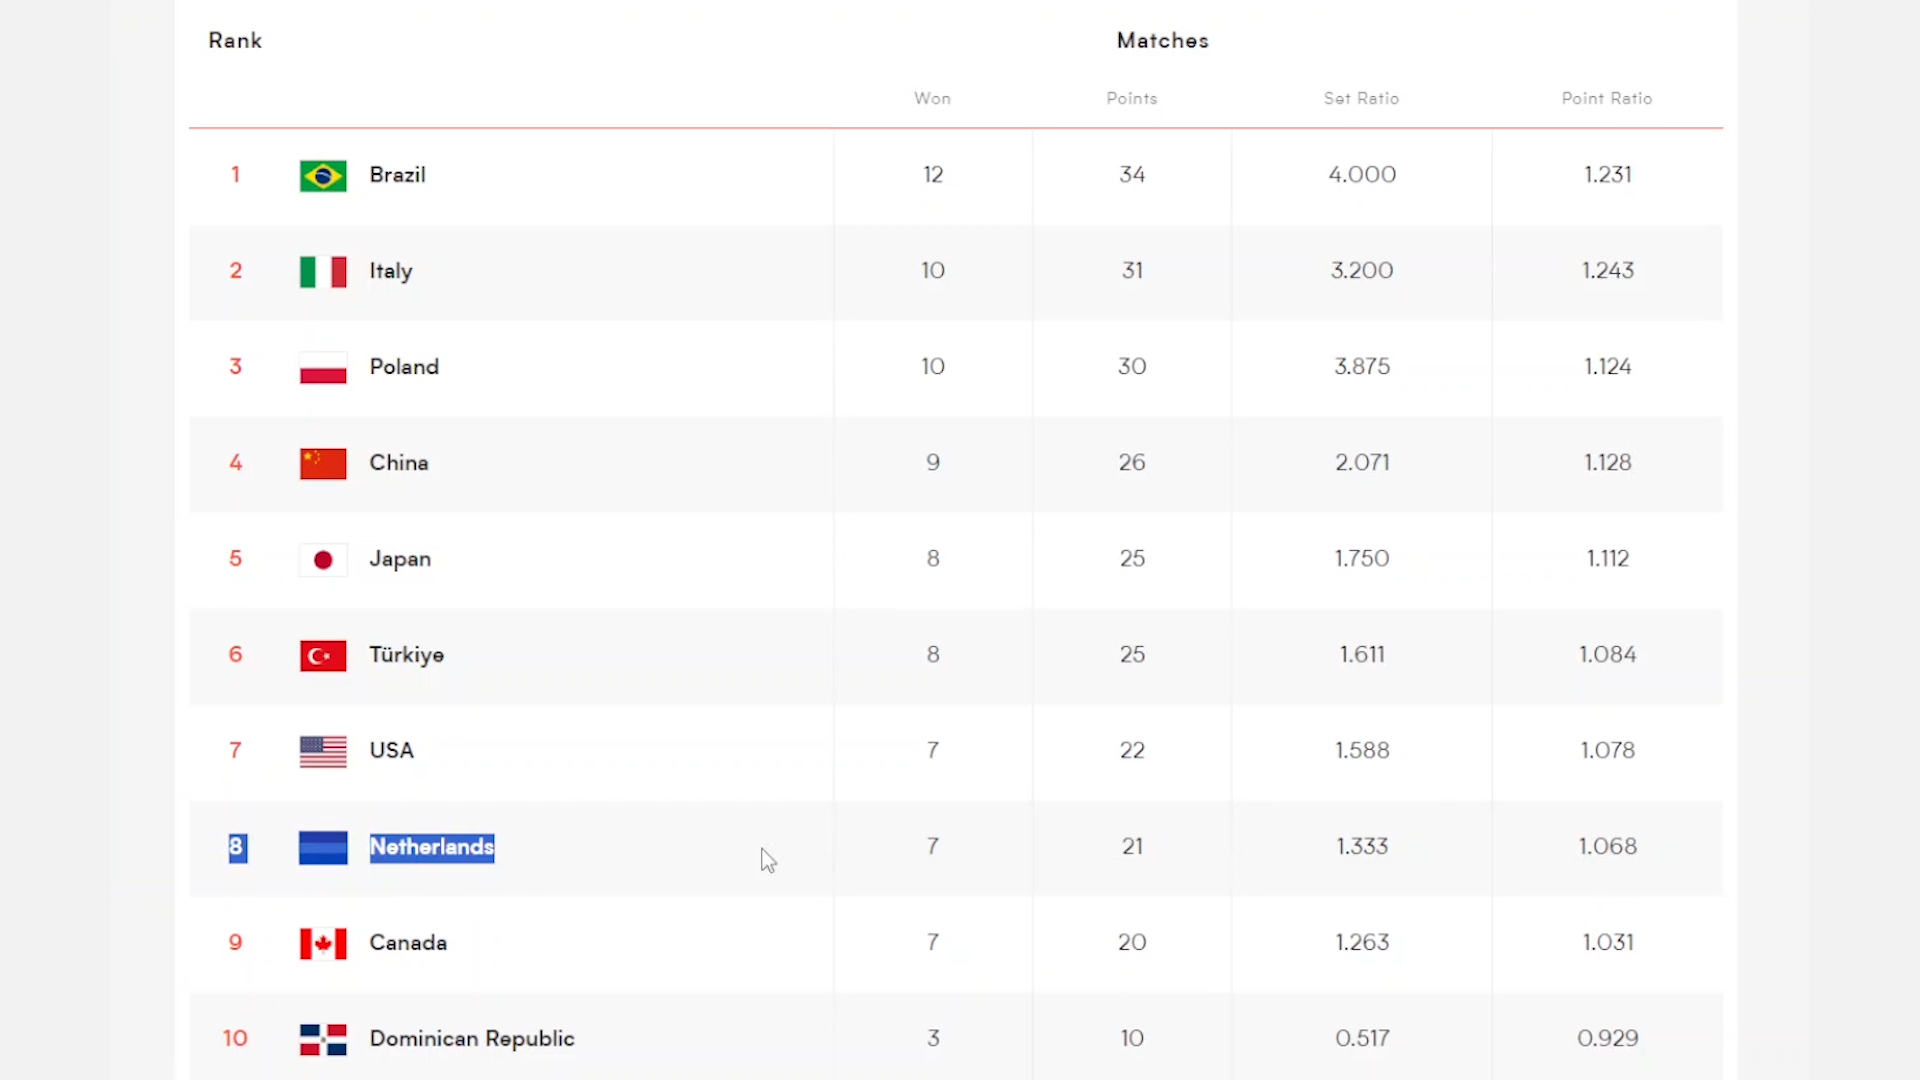 Rank Matches
Won Points Set Ratio Point Ratio
1 Brazil 12 34 4.000 1.231
2 Italy 10 31 3.200 1.243
3 Poland 10 30 3.875 1.124
4 China 9 26 2.071 1.128
5 Japan 8 25 1.750 1.112
6 Türkiye 8 25 1.611 1.084
7 USA 7 22 1.588 1.078
8 Netherlands 7 21 1.333 1.068
9 Canada 7 20 1.263 1.031
10 Dominican Republic 3 10 0.517 0.929